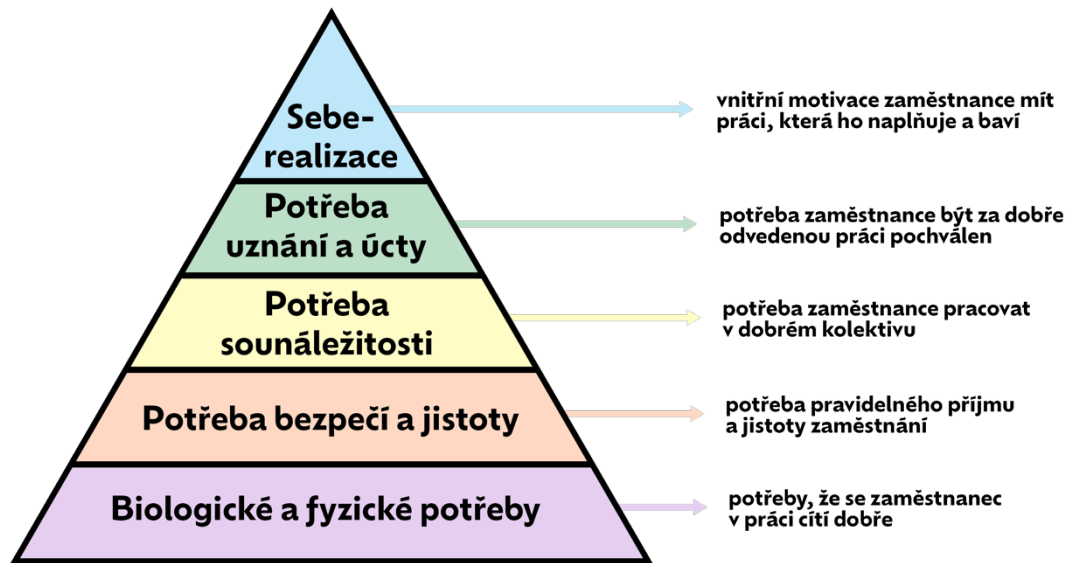 Sebe-
realizace
vnitřní motivace zaměstnance mít
práci, která ho naplňuje a baví
Potřeba
uznání a úcty
potřeba zaměstnance být za dobře
odvedenou práci pochválen
Potřeba
sounáležitosti
potřeba zaměstnance pracovat
v dobrém kolektivu
Potřeba bezpečí a jistoty
potřeba pravidelného příjmu
a jistoty zaměstnání
Biologické a fyzické potřeby
potřeby, že se zaměstnanec
v práci cítí dobře